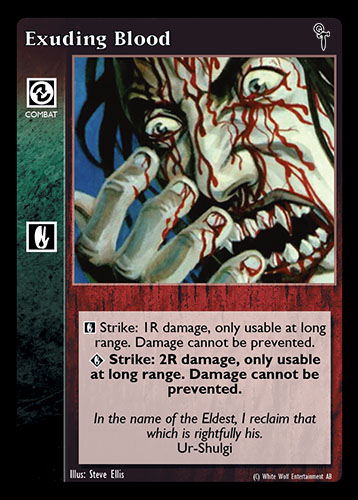 Exuding Blood
COMBAT
Strike: 1R damage, only usable at long
range. Damage cannot be prevented.
Strike: 2R damage, only usable
at long range. Damage cannot be
prevented.
In the name of the Eldest, I reclaim that
which is rightfully his.
Ur-Shulgi
Illus: Steve Ellis
(C) White Wolf Entertainment AB